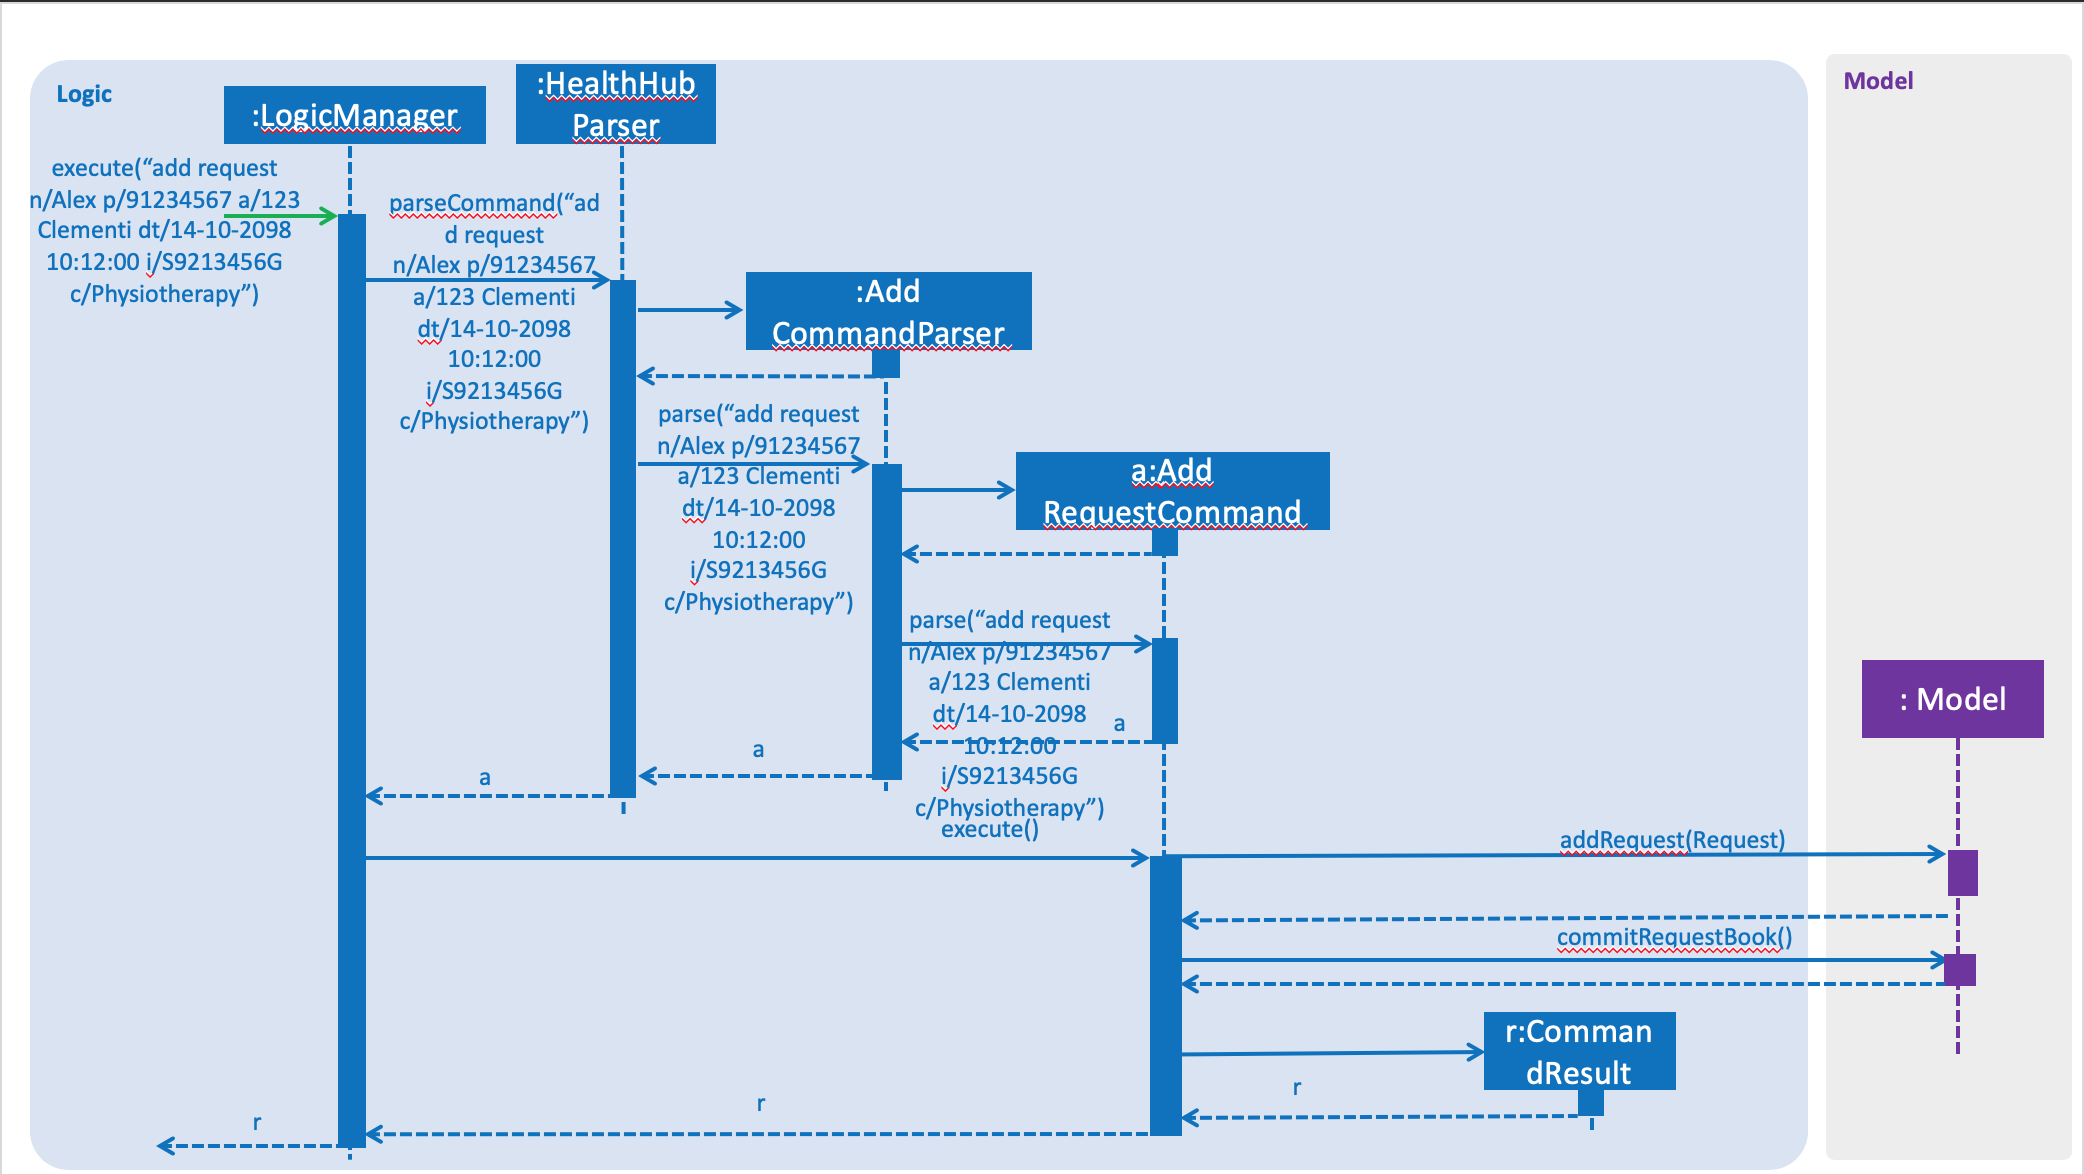 Logic
Model
:LogicManager
:HealthHub
Parser
execute(“add request
n/Alex p/91234567 a/123
Clementi dt/14-10-2098
10:12:00 i/S9213456G
c/Physiotherapy”)
parseCommand(“ad
d request
n/Alex p/91234567
a/123 Clementi
dt/14-10-2098
10:12:00
i/S9213456G
c/Physiotherapy”)
:Add
CommandParser
parse(“add request
n/Alex p/91234567
a/123 Clementi
dt/14-10-2098
10:12:00
i/S9213456G
c/Physiotherapy”)
a:Add
RequestCommand
parse(“add request
n/Alex p/91234567
a/123 Clementi
dt/14-10-2098
10:12:00
i/S9213456G
c/Physiotherapy”)
a
a
a
: Model
execute()
addRequest(Request)
commitRequestBook()
r:Comman
dResult
r
r
r